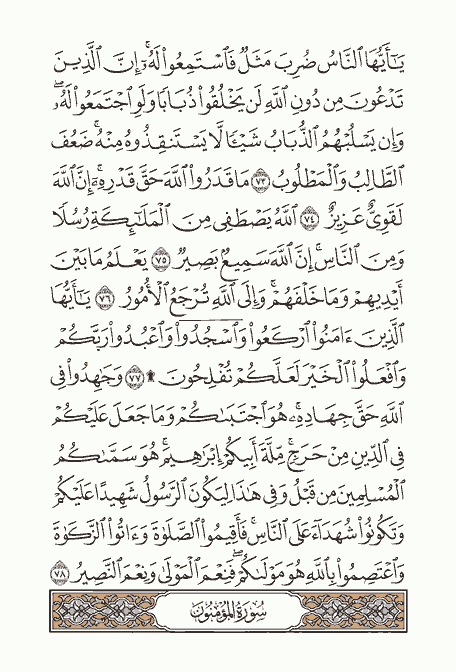 يَٰٓأَيُّهَا ٱلنَّاسُ ضُرِبَ مَثَلٞ فَٱسۡتَمِعُواْ لَهُۥٓۚ إِنَّ ٱلَّذِينَ
تَدۡعُونَ مِن دُونِ ٱللَّهِ لَن يَخۡلُقُواْ ذُبَابٗا وَلَوِ ٱجۡتَمَعُواْ لَهُۥۖ
وَإِن يَسۡلُبۡهُمُ ٱلذُّبَابُ شَيۡـٔٗا لَّا يَسۡتَنقِذُوهُ مِنۡهُۚ ضَعُفَ
ٱلطَّالِبُ وَٱلۡمَطۡلُوبُ ٧٣ مَا قَدَرُواْ ٱللَّهَ حَقَّ قَدۡرِهِۦٓۚ إِنَّ ٱللَّهَ
لَقَوِيٌّ عَزِيزٌ ٧٤ ٱللَّهُ يَصۡطَفِي مِنَ ٱلۡمَلَٰٓئِكَةِ رُسُلٗا
وَمِنَ ٱلنَّاسِۚ إِنَّ ٱللَّهَ سَمِيعُۢ بَصِيرٞ ٧٥ يَعۡلَمُ مَا بَيۡنَ
أَيۡدِيهِمۡ وَمَا خَلۡفَهُمۡۚ وَإِلَى ٱللَّهِ تُرۡجَعُ ٱلۡأُمُورُ ٧٦ يَٰٓأَيُّهَا
ٱلَّذِينَ ءَامَنُواْ ٱرۡكَعُواْ وَٱسۡجُدُواْۤ وَٱعۡبُدُواْ رَبَّكُمۡ
وَٱفۡعَلُواْ ٱلۡخَيۡرَ لَعَلَّكُمۡ تُفۡلِحُونَ۩ ٧٧ وَجَٰهِدُواْ فِي
ٱللَّهِ حَقَّ جِهَادِهِۦۚ هُوَ ٱجۡتَبَىٰكُمۡ وَمَا جَعَلَ عَلَيۡكُمۡ
فِي ٱلدِّينِ مِنۡ حَرَجٖۚ مِّلَّةَ أَبِيكُمۡ إِبۡرَٰهِيمَۚ هُوَ سَمَّىٰكُمُ
ٱلۡمُسۡلِمِينَ مِن قَبۡلُ وَفِي هَٰذَا لِيَكُونَ ٱلرَّسُولُ شَهِيدًا عَلَيۡكُمۡ
وَتَكُونُواْ شُهَدَآءَ عَلَى ٱلنَّاسِۚ فَأَقِيمُواْ ٱلصَّلَوٰةَ وَءَاتُواْ ٱلزَّكَوٰةَ
وَٱعۡتَصِمُواْ بِٱللَّهِ هُوَ مَوۡلَىٰكُمۡۖ فَنِعۡمَ ٱلۡمَوۡلَىٰ وَنِعۡمَ ٱلنَّصِيرُ ٧٨
سُورَةُ المُؤۡمِنُونَ